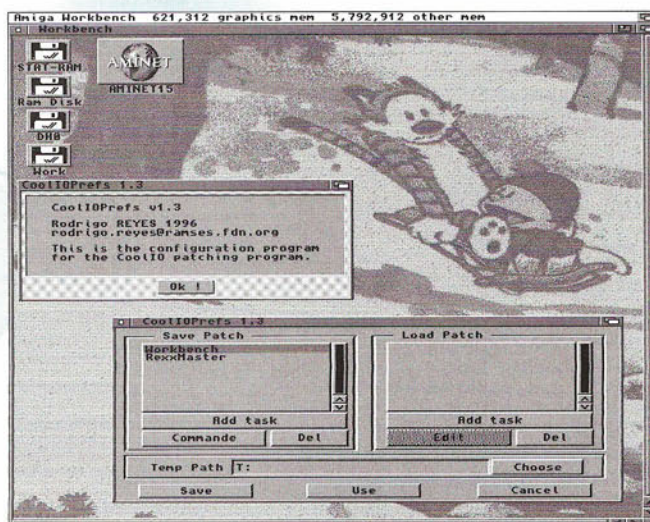 Amiga Workbench  621,312 graphics mem  5,792,912 other mem
Workbench
STAT-RAM
AMINET
AMINET15
Ram Disk
DH0
Work
CoolIOPrefs 1.3
CoolIOPrefs v1.3
Rodrigo REYES 1996
rodrigo.reyes@ramses.fdn.org
This is the configuration program
for the CoolIO patching program.
Ok !
CoolIOPrefs 1.3
Save Patch
Load Patch
Workbench
RexxMaster
Add task
Add task
Commande
Del
Edit
Del
Temp Path
T:
Choose
Save
Use
Cancel